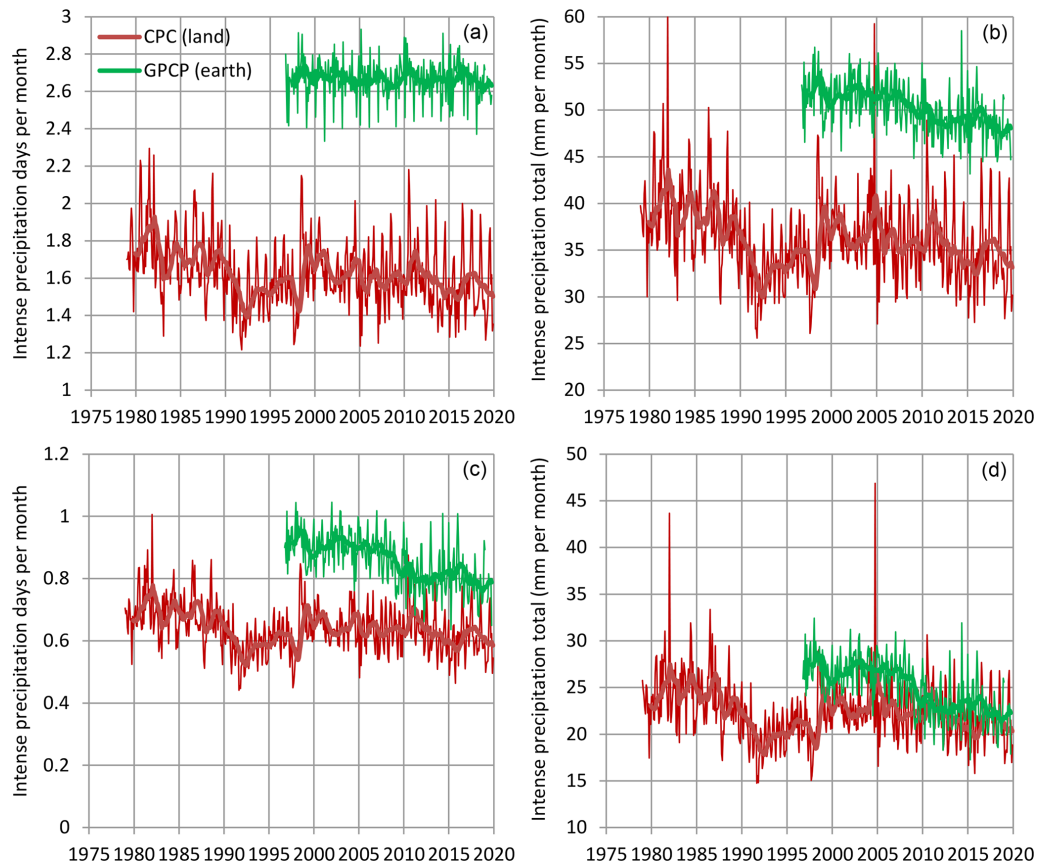 Intense precipitation days per month
3
2.8
2.6
2.4
2.2
2
1.8
1.6
1.4
1.2
1
CPC (land)
GPCP (earth)
(a)
1975 1980 1985 1990 1995 2000 2005 2010 2015 2020
Intense precipitation total (mm per month)
60
55
50
45
40
35
30
25
20
(b)
1975 1980 1985 1990 1995 2000 2005 2010 2015 2020
Intense precipitation days per month
1.2
1
0.8
0.6
0.4
0.2
0
(c)
1975 1980 1985 1990 1995 2000 2005 2010 2015 2020
Intense precipitation total (mm per month)
50
45
40
35
30
25
20
15
10
(d)
1975 1980 1985 1990 1995 2000 2005 2010 2015 2020